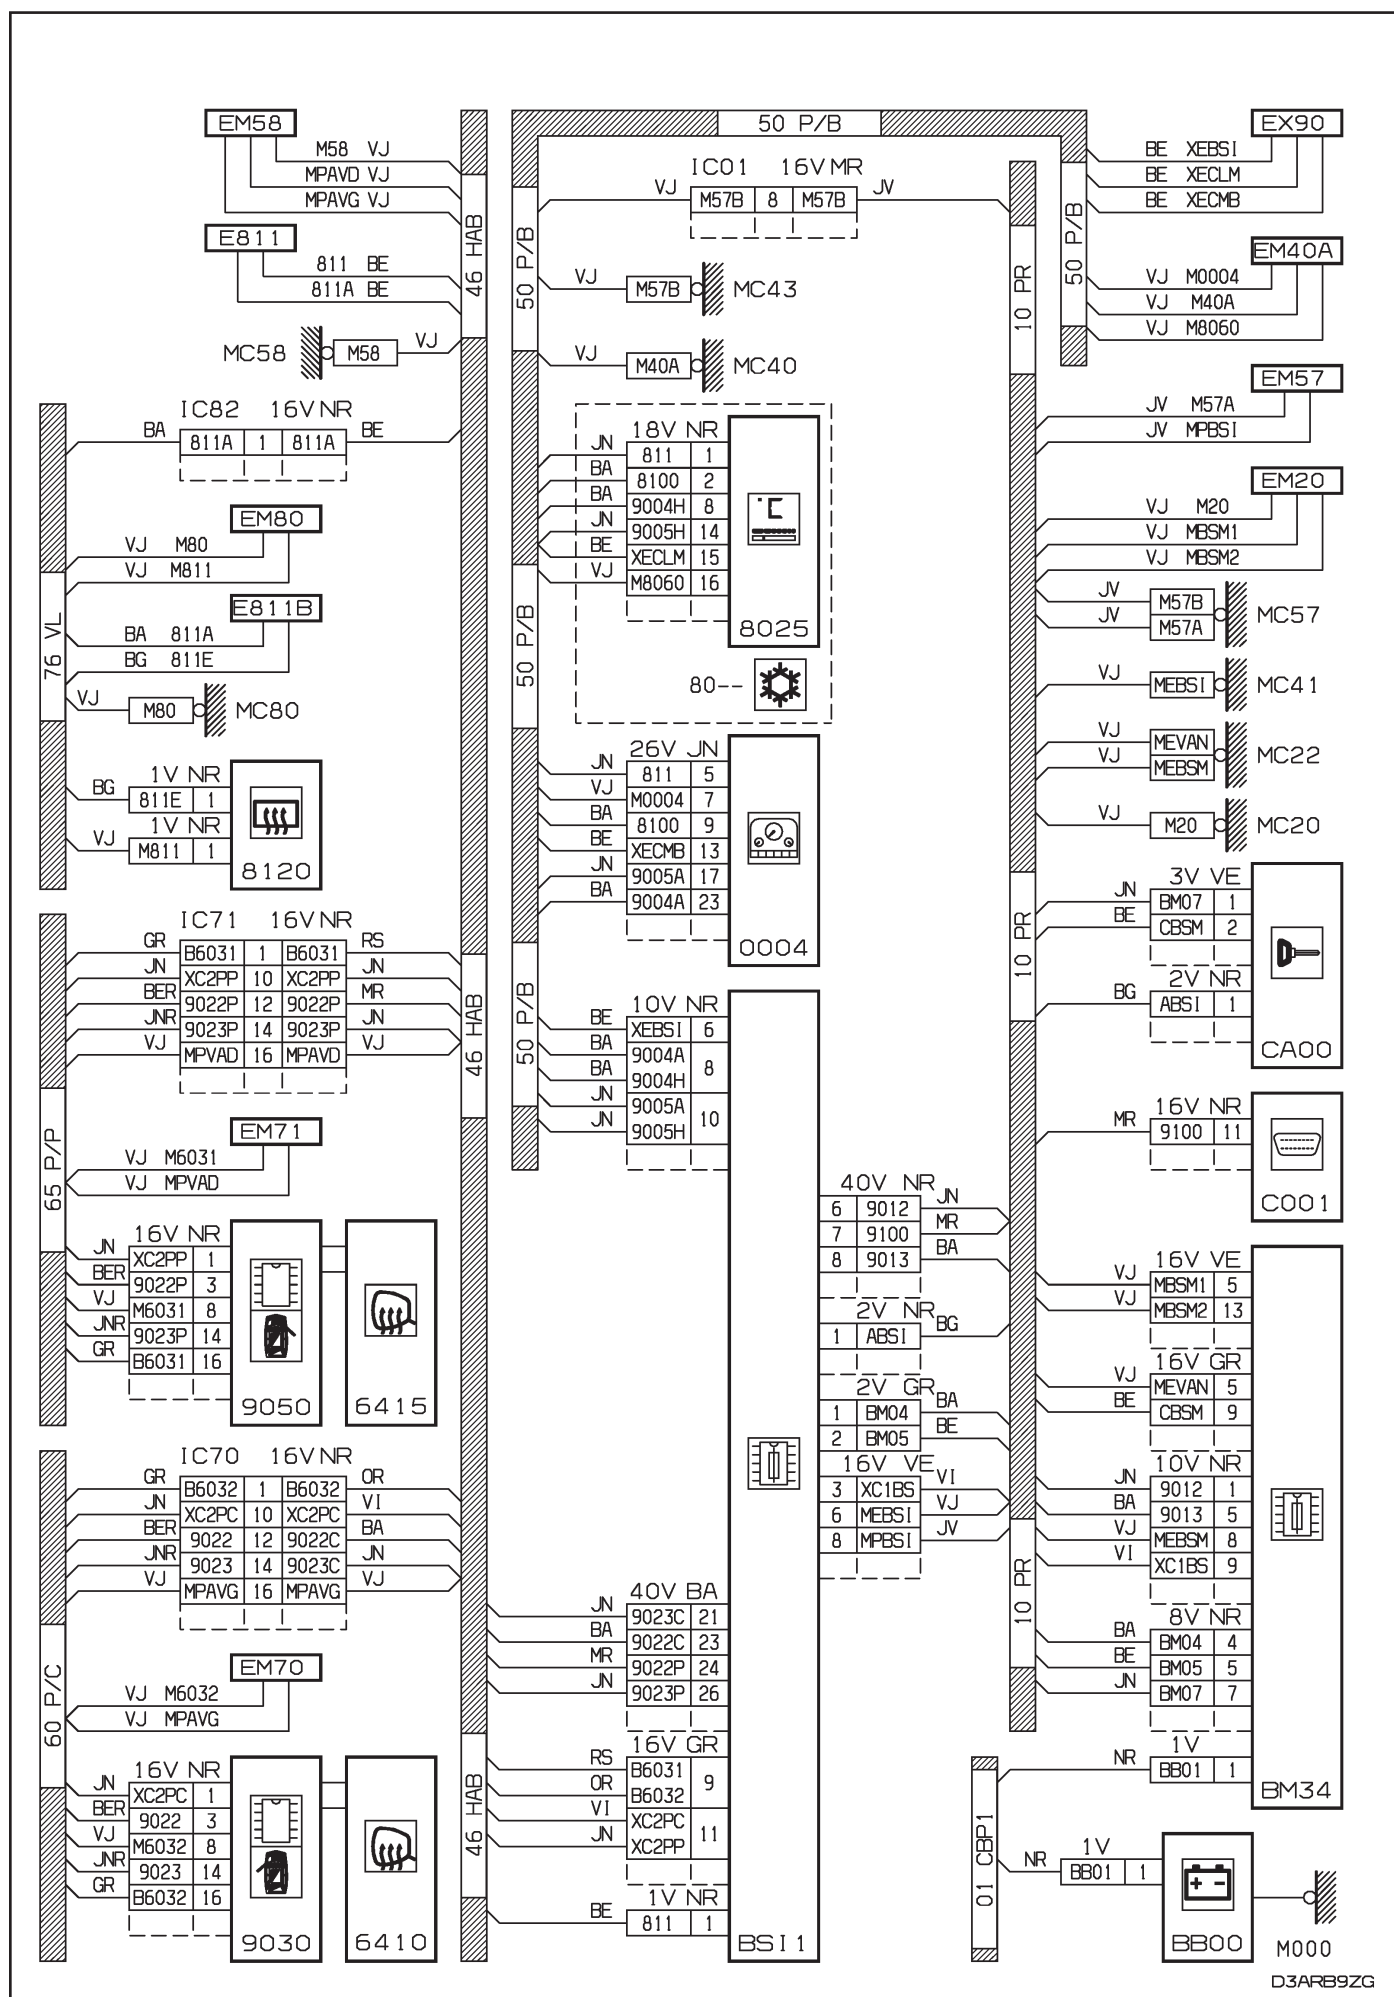 50 P/B
EM58
M58 VJ
MPAVD VJ
MPAVG VJ
E811
811 BE
811A BE
46 HAB
MC58 M58 VJ
IC82 16V NR
BA 811A 1 811A BE
EM80
VJ M80
VJ M811
E811B
BA 811A
BG 811E
76 VL
VJ M80 MC80
1V NR
BG 811E 1
1V NR
VJ M811 1
8120
IC71 16V NR
GR B6031 1 B6031 RS
JN XC2PP 10 XC2PP JN
BER 9022P 12 9022P MR
JNR 9023P 14 9023P JN
VJ MPVAD 16 MPAVD VJ
46 HAB
65 P/P
EM71
VJ M6031
VJ MPVAD
16V NR
JN XC2PP 1
BER 9022P 3
VJ M6031 8
JNR 9023P 14
GR B6031 16
9050
6415
IC70 16V NR
GR B6032 1 B6032 OR
JN XC2PC 10 XC2PC VI
BER 9022 12 9022C BA
JNR 9023 14 9023C JN
VJ MPAVG 16 MPAVG VJ
60 P/C
EM70
VJ M6032
VJ MPAVG
16V NR
JN XC2PC 1
BER 9022 3
VJ M6032 8
JNR 9023 14
GR B6032 16
9030
6410
46 HAB
50 P/B
IC01 16V MR
VJ M57B 8 M57B JV
VJ M57B MC43
VJ M40A MC40
18V NR
JN 811 1
BA 8100 2
BA 9004H 8
JN 9005H 14
BE XECLM 15
VJ M8060 16
°C
8025
80--
50 P/B
26V JN
JN 811 5
VJ M0004 7
BA 8100 9
BE XECMB 13
JN 9005A 17
BA 9004A 23
0004
50 P/B
10V NR
BE XEBSI 6
BA 9004A
BA 9004H
8
JN 9005A
JN 9005H
10
40V NR
6 9012 JN
7 9100 MR
8 9013 BA
2V NR
1 ABSI BG
2V GR
1 BM04 BA
2 BM05 BE
16V VE
3 XC1BS VI
6 MEBSI VJ
8 MPBSI JV
40V BA
JN 9023C 21
BA 9022C 23
MR 9022P 24
JN 9023P 26
16V GR
RS B6031
OR B6032
9
VI XC2PC
JN XC2PP
11
1V NR
BE 811 1
BSI1
EX90
BE XEBSI
BE XECLM
BE XECMB
50 P/B
EM40A
VJ M0004
VJ M40A
VJ M8060
10 PR
EM57
JV M57A
JV MPBSI
EM20
VJ M20
VJ MBSM1
VJ MBSM2
JV M57B
JV M57A
MC57
VJ MEBSI MC41
VJ MEVAN
VJ MEBSM
MC22
VJ M20 MC20
10 PR
3V VE
JN BM07 1
BE CBSM 2
2V NR
BG ABSI 1
CA00
16V NR
MR 9100 11
C001
16V VE
VJ MBSM1 5
VJ MBSM2 13
16V GR
VJ MEVAN 5
BE CBSM 9
10V NR
JN 9012 1
BA 9013 5
VJ MEBSM 8
VI XC1BS 9
10 PR
8V NR
BA BM04 4
BE BM05 5
JN BM07 7
1V
NR BB01 1
BM34
01 CBP1
1V
NR BB01 1
+ -
BB00
M000
D3ARB9ZG